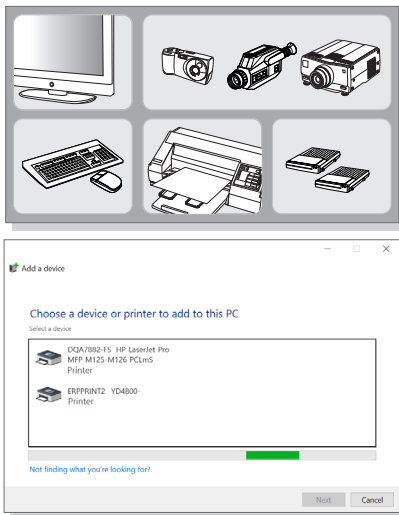 Add a device
Choose a device or printer to add to this PC
Select a device
DQA7882-F5 HP LaserJet Pro
MFP M125-M126 PCLmS
Printer
ERPPRINT2 YD4800-
Printer
Not finding what you're looking for?
Next Cancel